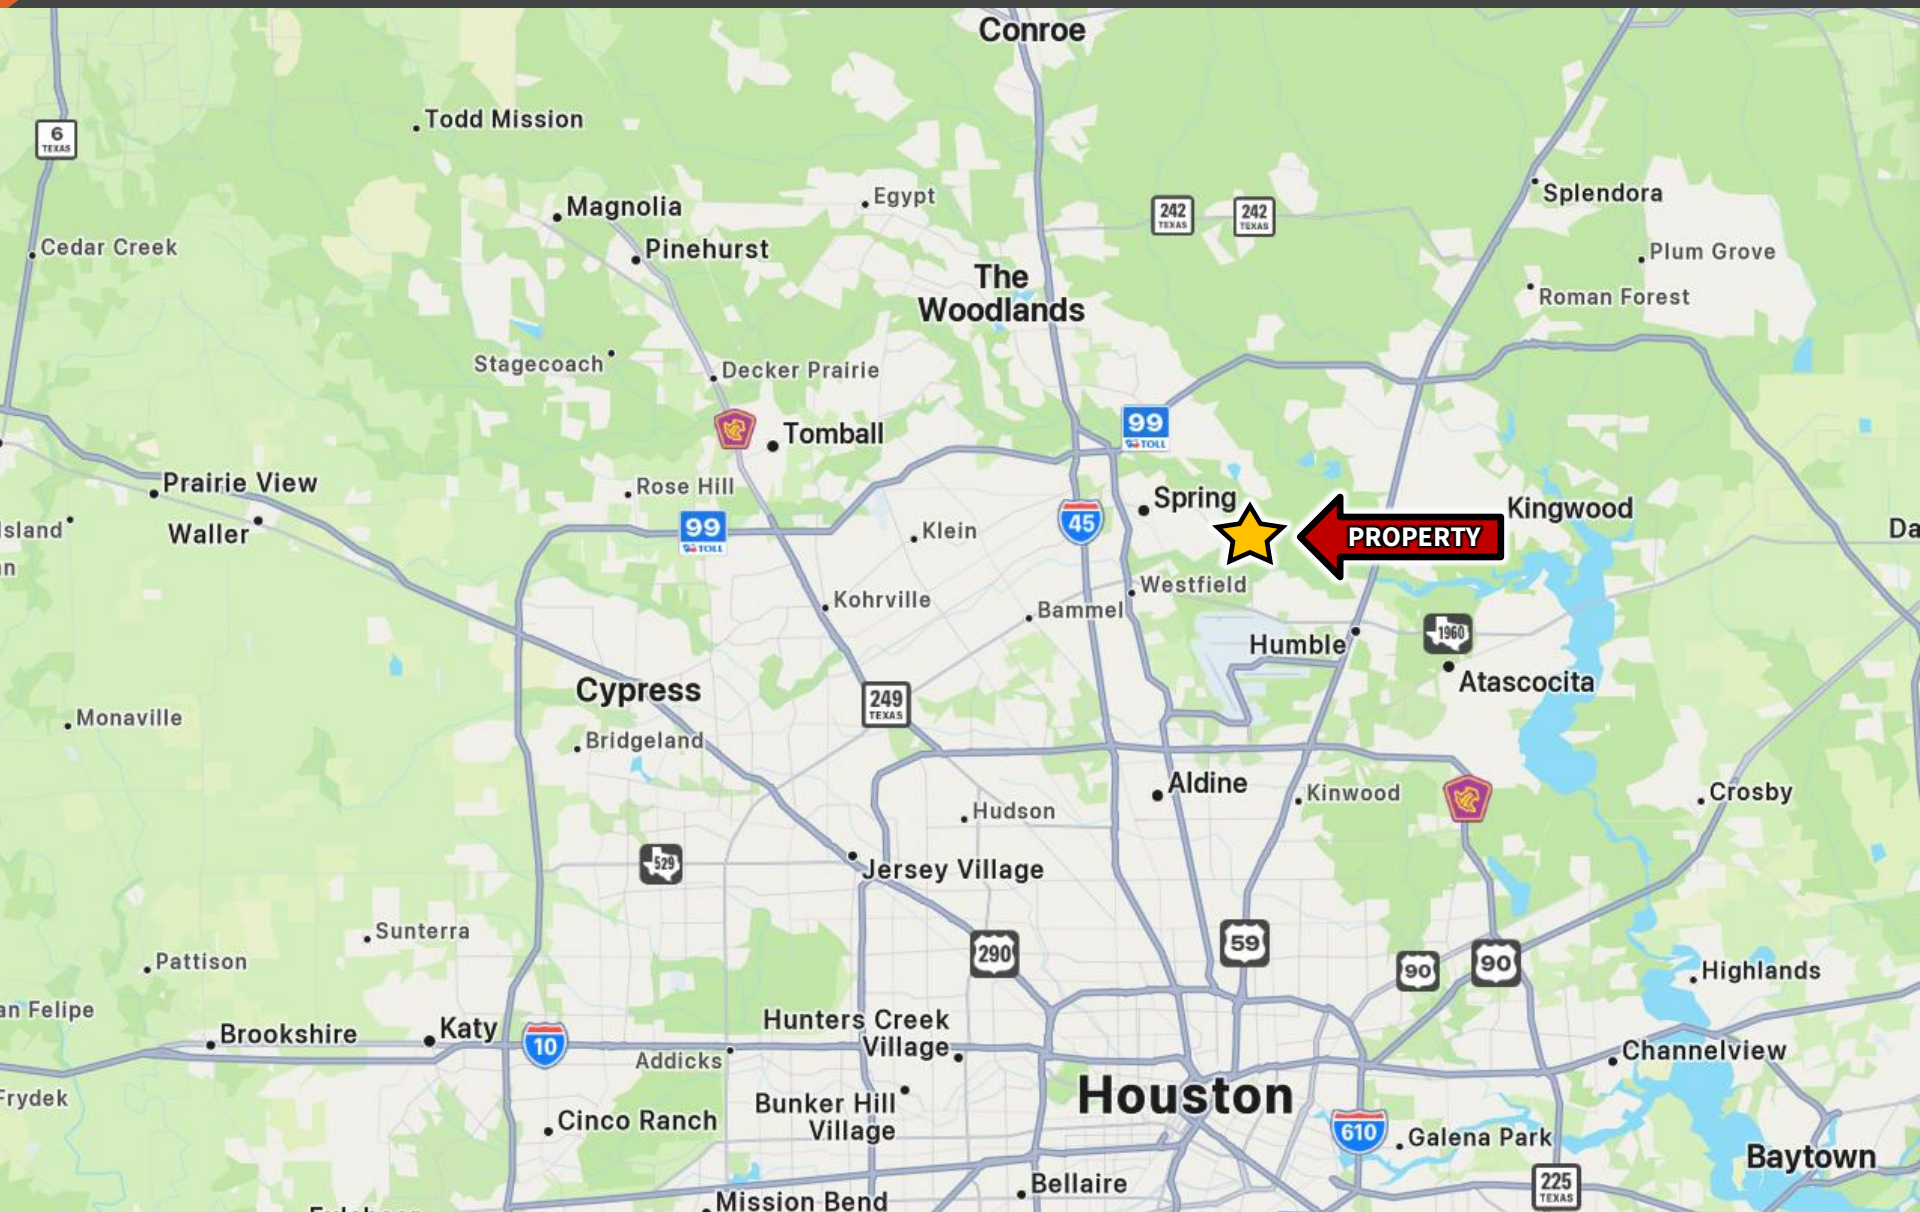 Conroe
Todd Mission
6
TEXAS
Magnolia
Egypt
242
TEXAS
242
TEXAS
Splendora
Cedar Creek
Pinehurst
Plum Grove
The
Woodlands
Roman Forest
Stagecoach
Decker Prairie
99
TOLL
Tomball
Prairie View
Rose Hill
Spring
Kingwood
Island
Waller
99
TOLL
Klein
45
PROPERTY
Da
n
Westfield
Kohrville
Bammel
Humble
1960
Cypress
249
TEXAS
Atascocita
Monaville
Bridgeland
Aldine
Kinwood
Crosby
Hudson
529
Jersey Village
Sunterra
290
59
90
90
Pattison
Highlands
an Felipe
Brookshire
Katy
10
Hunters Creek
Village
Addicks
Channelview
Houston
Frydek
Cinco Ranch
Bunker Hill
Village
610
Galena Park
Baytown
Bellaire
225
TEXAS
Mission Bend